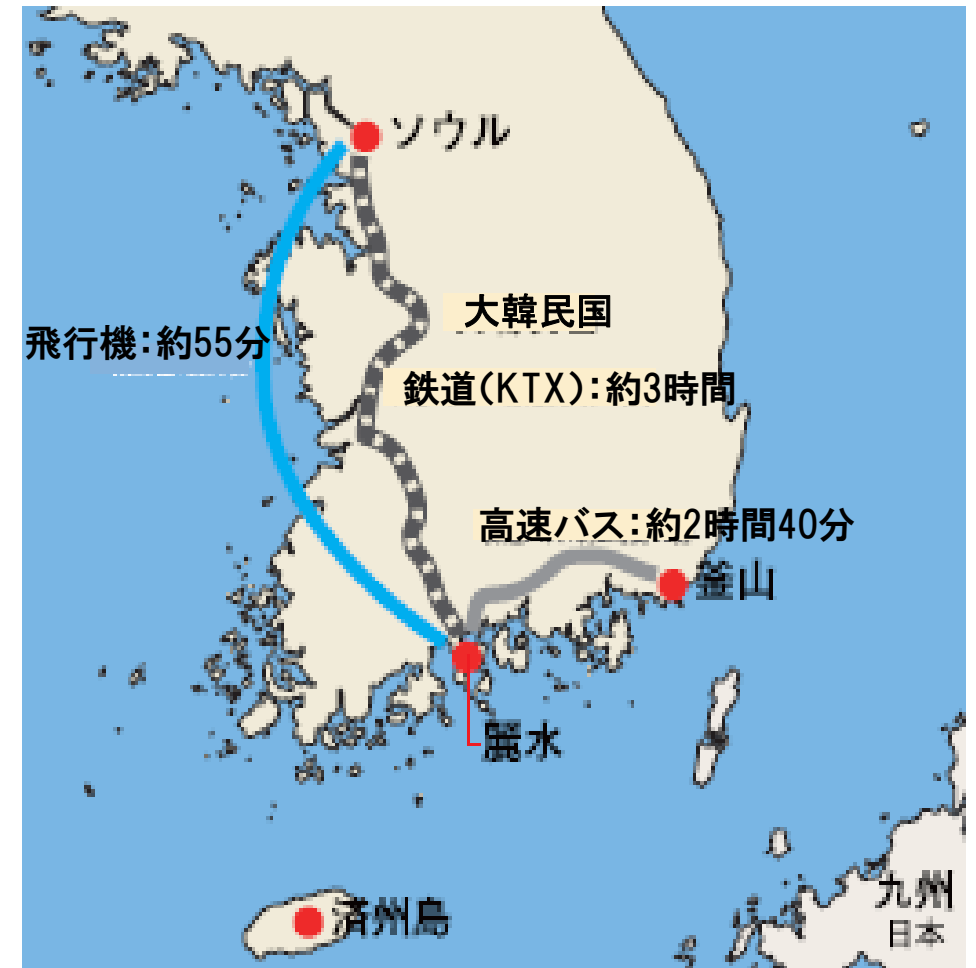 ソウル
大韓民国
飛行機：約55分
鉄道（KTX）：約3時間
高速バス：約2時間40分
釜山
麗水
済州島
九州
日本